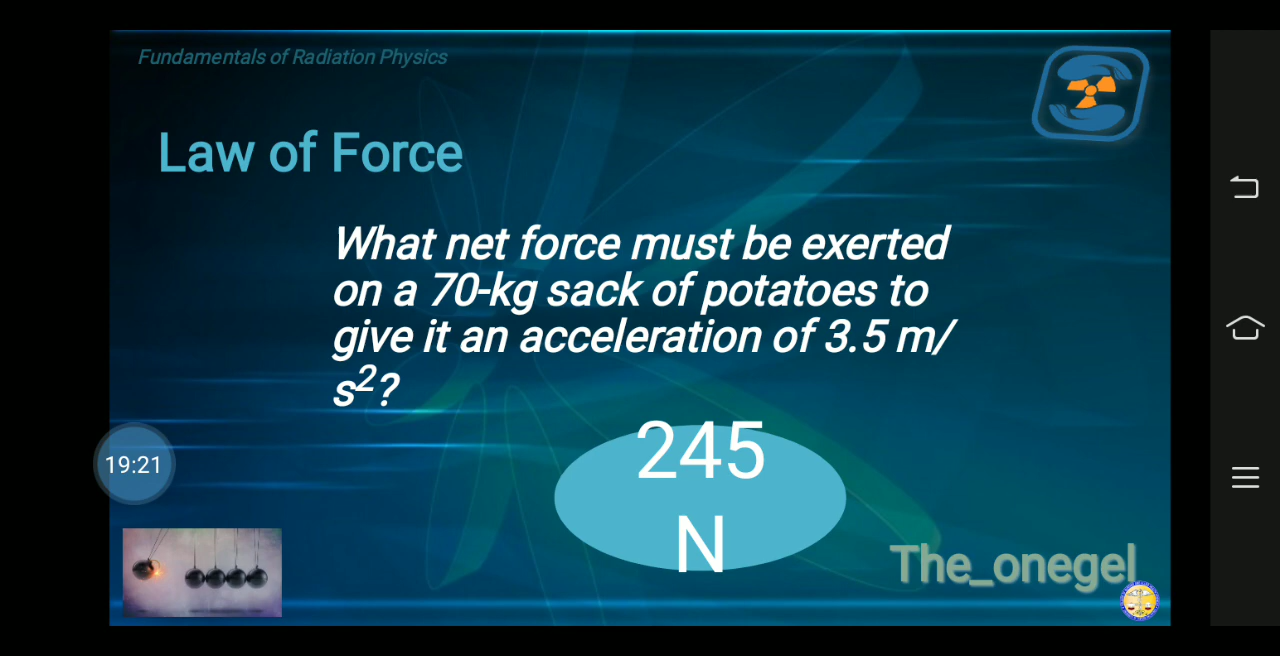 Fundamentals of Radiation Physics
Law of Force
What net force must be exerted
on a 70-kg sack of potatoes to
give it an acceleration of 3.5 m/
s²?
245
N
19:21
The_onegel